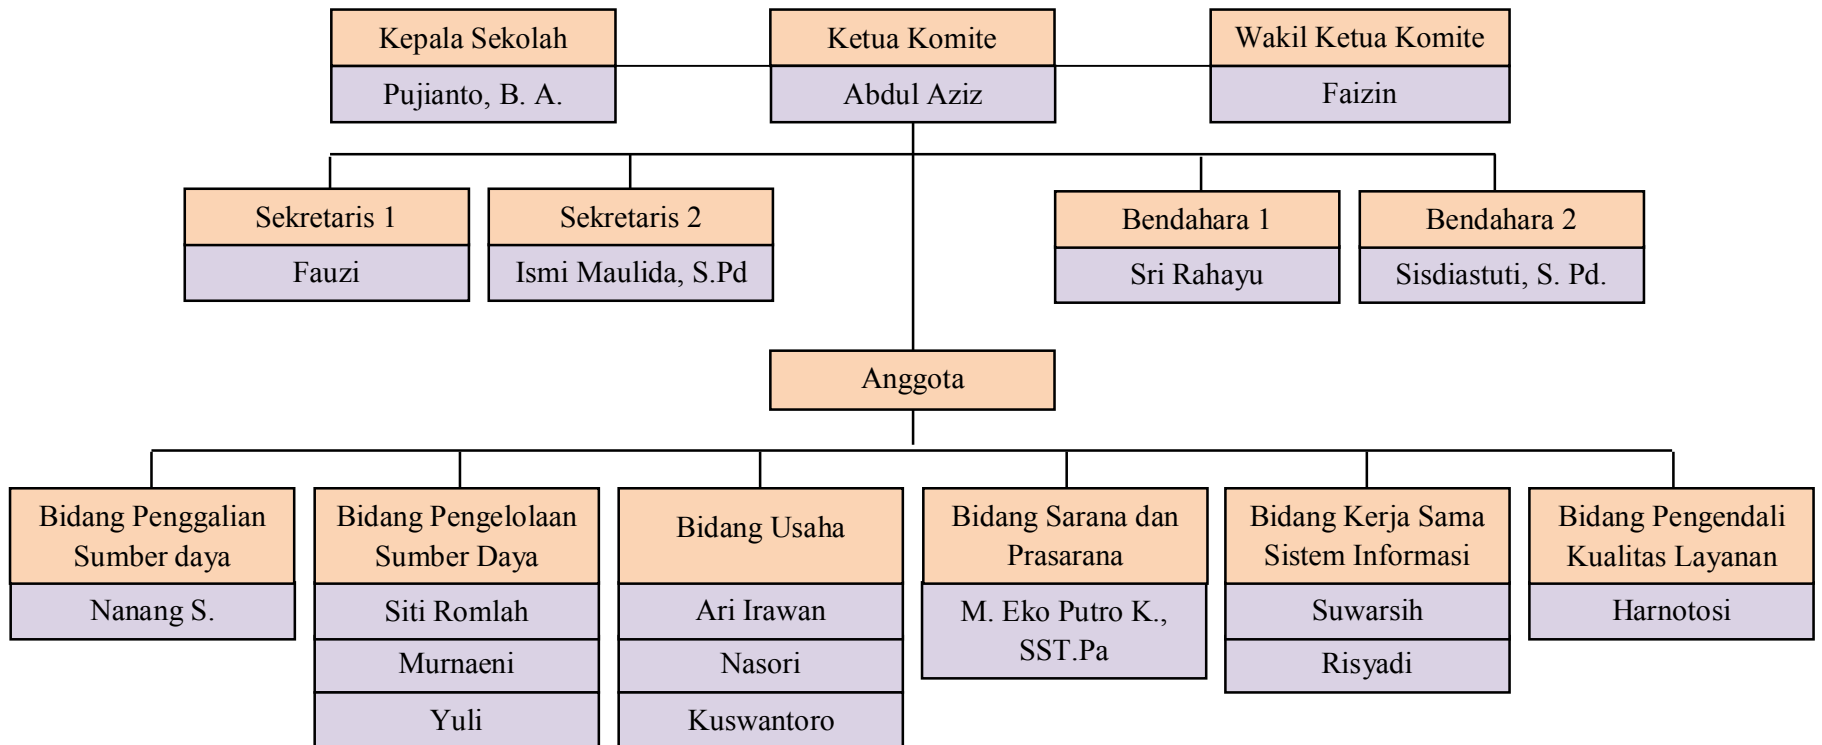 Kepala Sekolah
Pujianto, B. A.
Ketua Komite
Abdul Aziz
Wakil Ketua Komite
Faizin
Sekretaris 1
Fauzi
Sekretaris 2
Ismi Maulida, S.Pd
Bendahara 1
Sri Rahayu
Bendahara 2
Sisdiastuti, S. Pd.
Anggota
Bidang Penggalian
Sumber daya
Nanang S.
Bidang Pengelolaan
Sumber Daya
Siti Romlah
Murnaeni
Yuli
Bidang Usaha
Ari Irawan
Nasori
Kuswantoro
Bidang Sarana dan
Prasarana
M. Eko Putro K.,
SST.Pa
Bidang Kerja Sama
Sistem Informasi
Suwarsih
Risyadi
Bidang Pengendali
Kualitas Layanan
Harnotosi